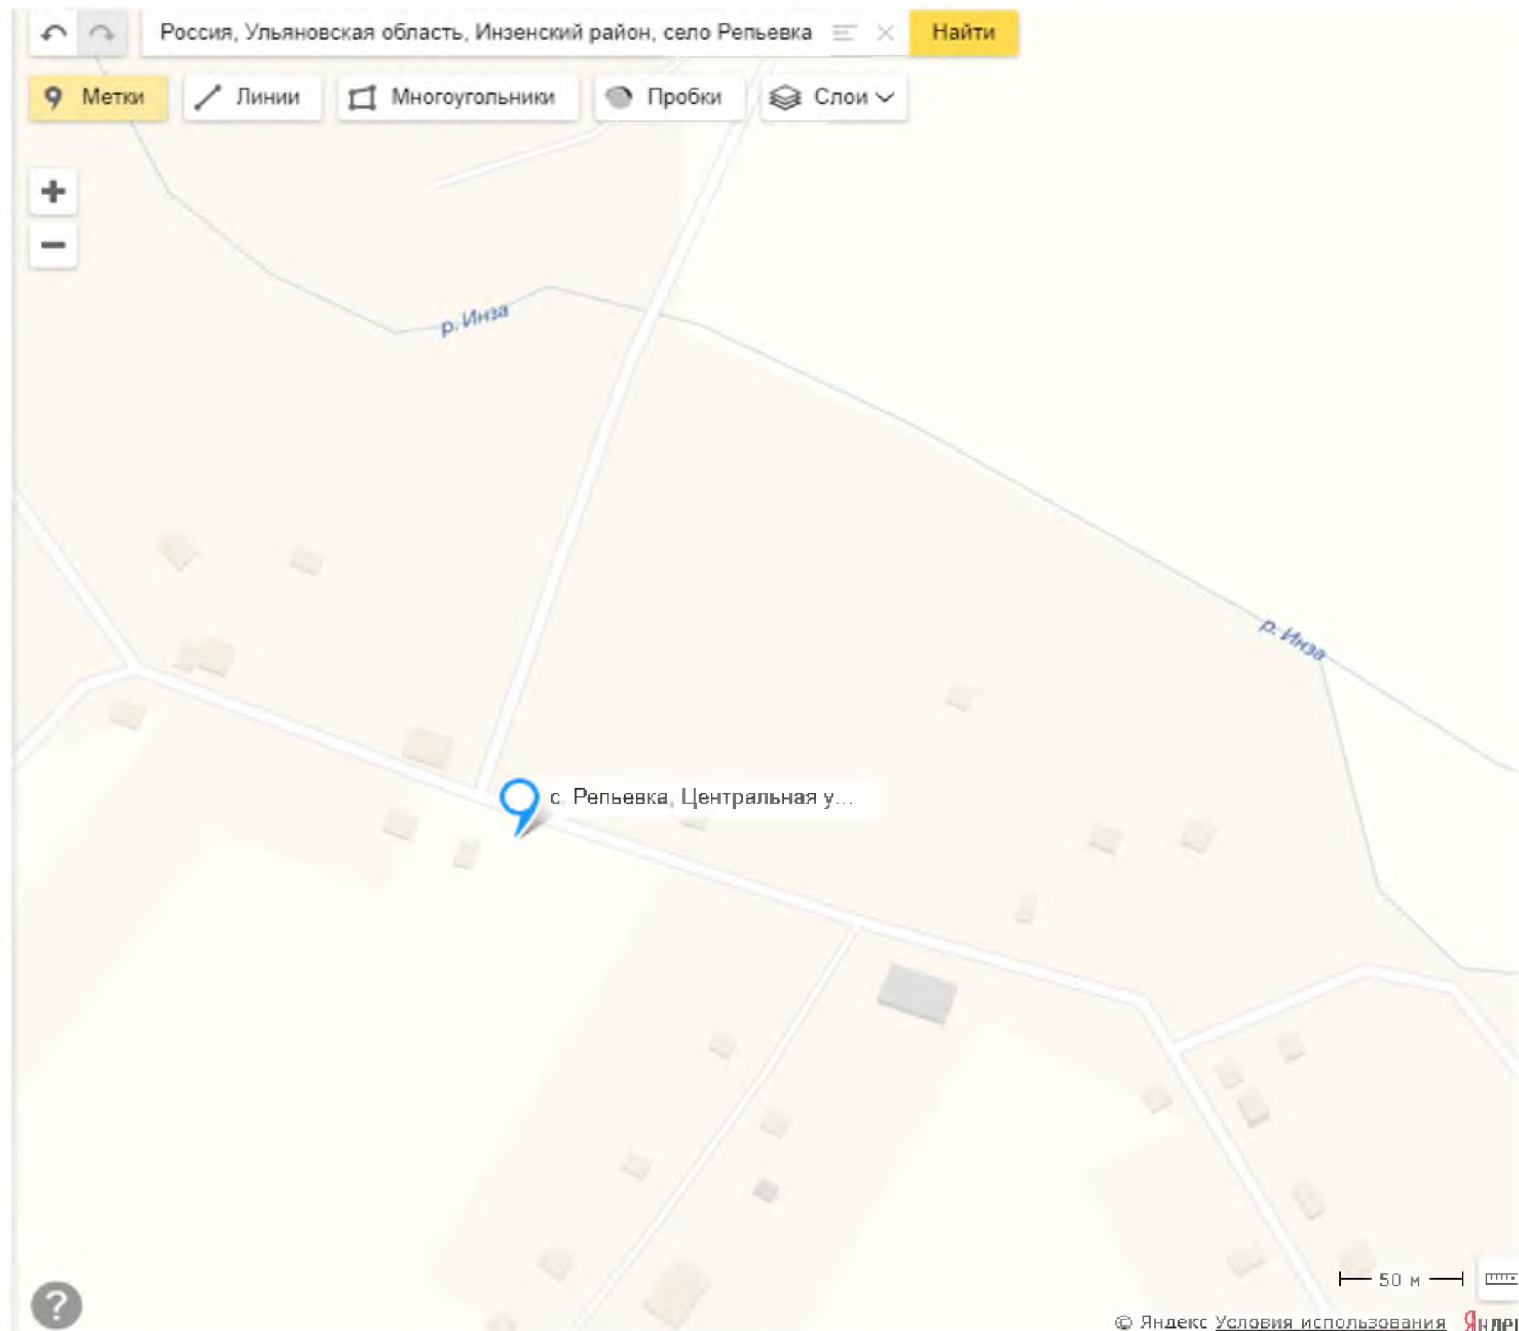 Россия, Ульяновская область, Инзенский район, село Репьевка
Найти
Метки
Линии
Многоугольники
Пробки
Слои
р. Инза
р. Инза
с. Репьевка, Центральная у...
50 м
© Яндекс Условия использования
?